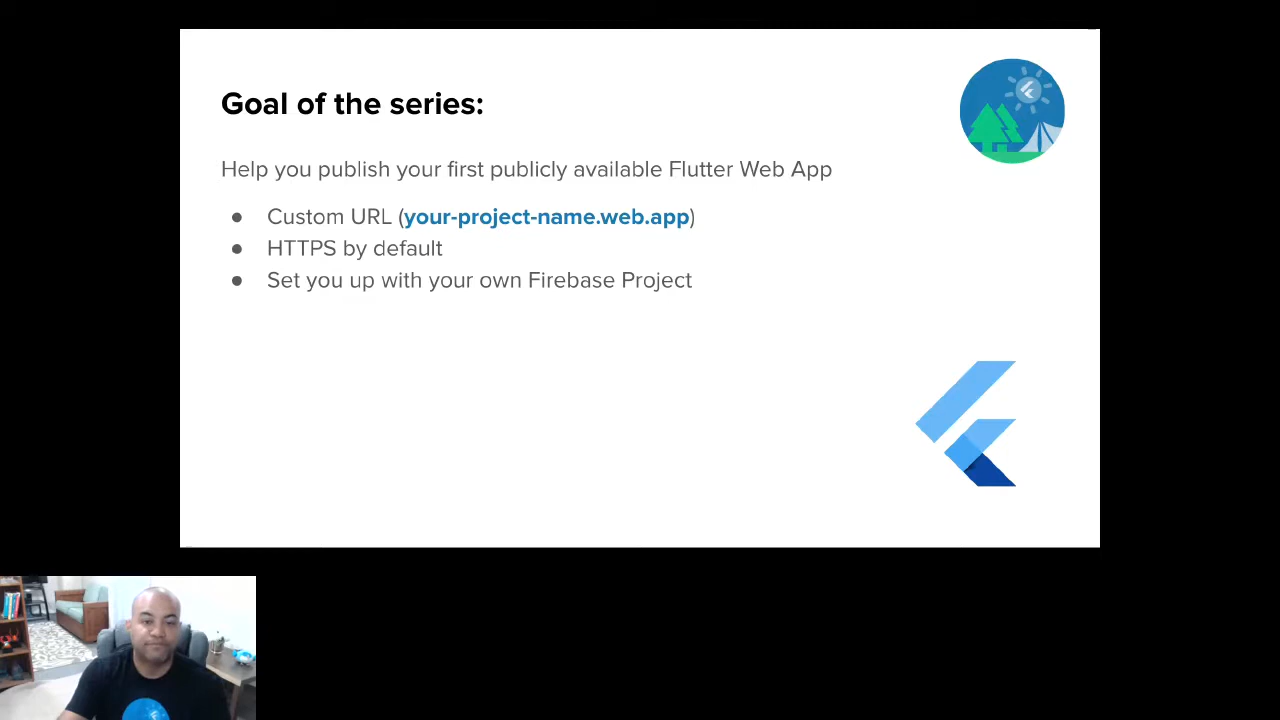 Goal of the series:
Help you publish your first publicly available Flutter Web App
● Custom URL (your-project-name.web.app)
● HTTPS by default
● Set you up with your own Firebase Project